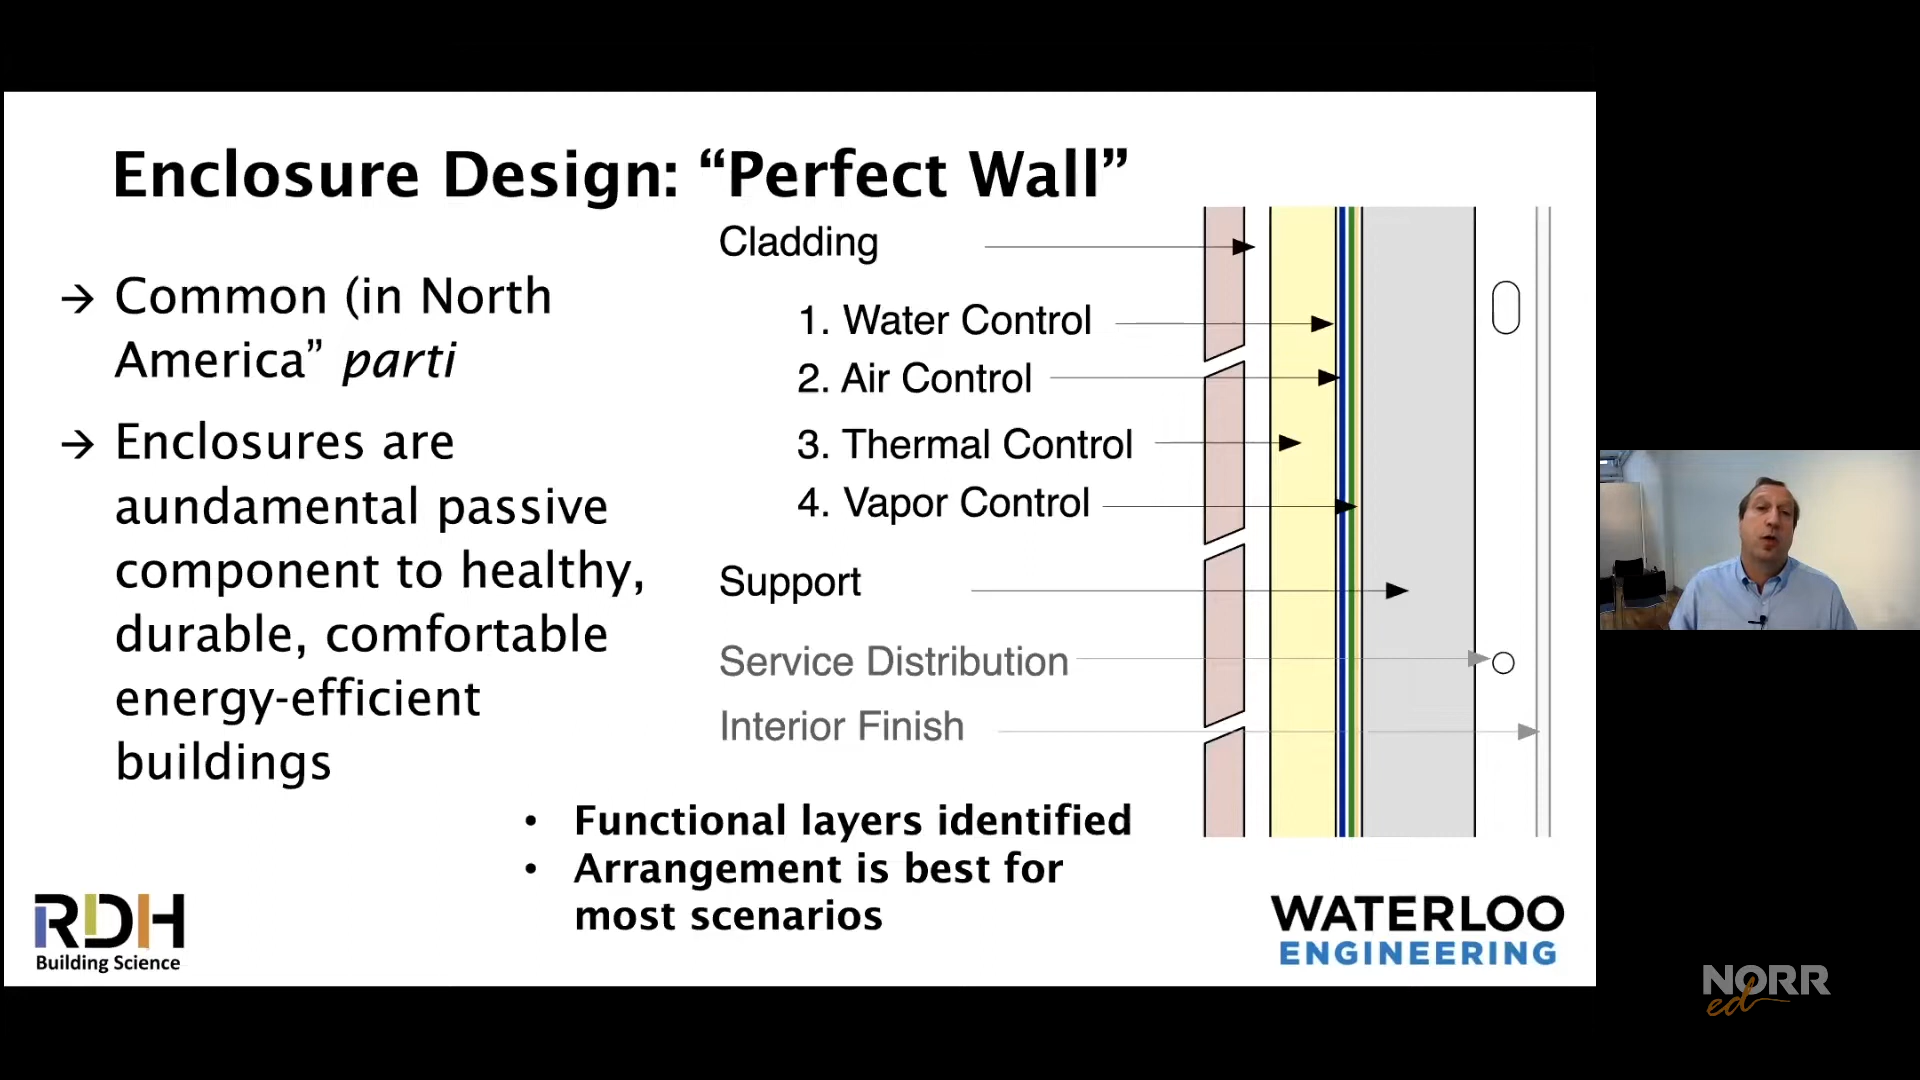 Enclosure Design: “Perfect Wall”
→ Common (in North
America” parti
→ Enclosures are
aundamental passive
component to healthy,
durable, comfortable
energy-efficient
buildings
Cladding
1. Water Control
2. Air Control
3. Thermal Control
4. Vapor Control
Support
Service Distribution
Interior Finish
• Functional layers identified
• Arrangement is best for
most scenarios
RDH
Building Science
WATERLOO
ENGINEERING
NORR
ed